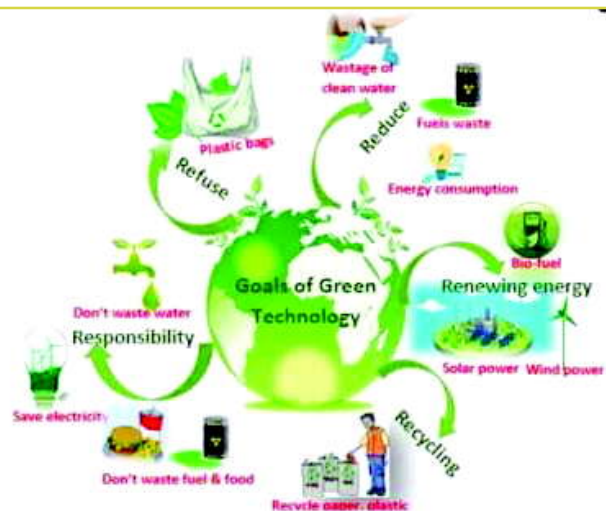 Wastage of
clean water
Reduce
Fuels waste
Energy consumption
Plastic bags
Refuse
Goals of Green
Technology
Bio-fuel
Renewing energy
Solar power
Wind power
Don't waste water
Responsibility
Save electricity
Don't waste fuel & food
Recycling
Recycle paper, plastic